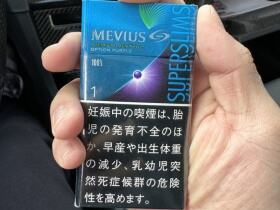 MEVIUS
OPTION PURPLE
100's
1
SUPERSLIMS
妊娠中の喫煙は、胎
児の発育不全のほ
か、早産や出生体重
の減少、乳幼児突
然死症候群の危険
性を高めます。